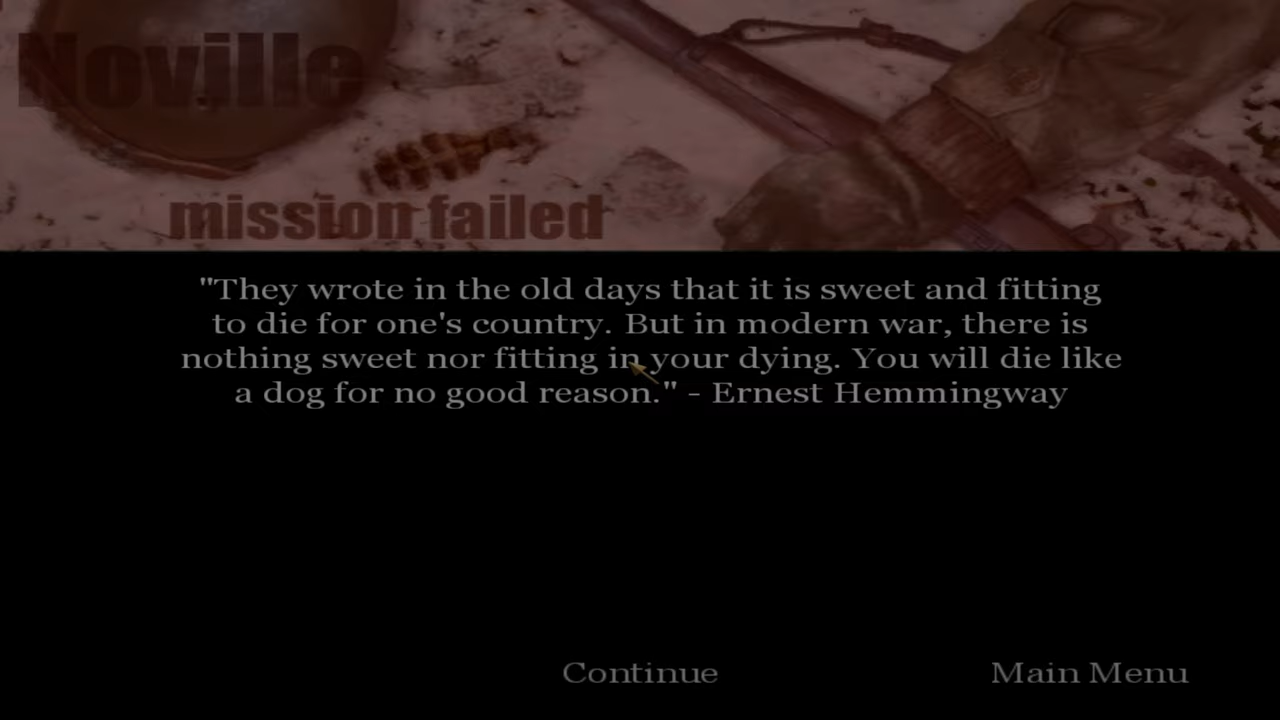 Noville
mission failed
"They wrote in the old days that it is sweet and fitting
to die for one's country. But in modern war, there is
nothing sweet nor fitting in your dying. You will die like
a dog for no good reason." - Ernest Hemmingway
Continue
Main Menu